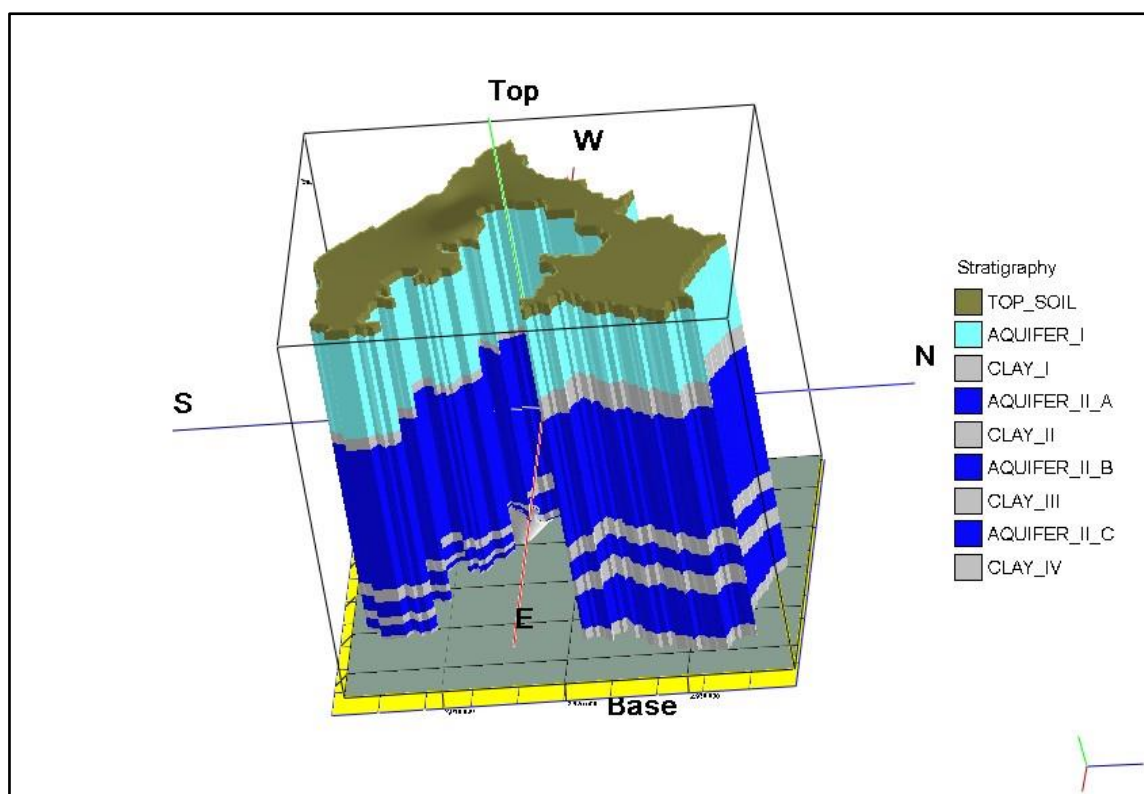 Top
W
N
S
E
Base
Stratigraphy
TOP_SOIL
AQUIFER_I
CLAY_I
AQUIFER_II_A
CLAY_II
AQUIFER_II_B
CLAY_III
AQUIFER_II_C
CLAY_IV